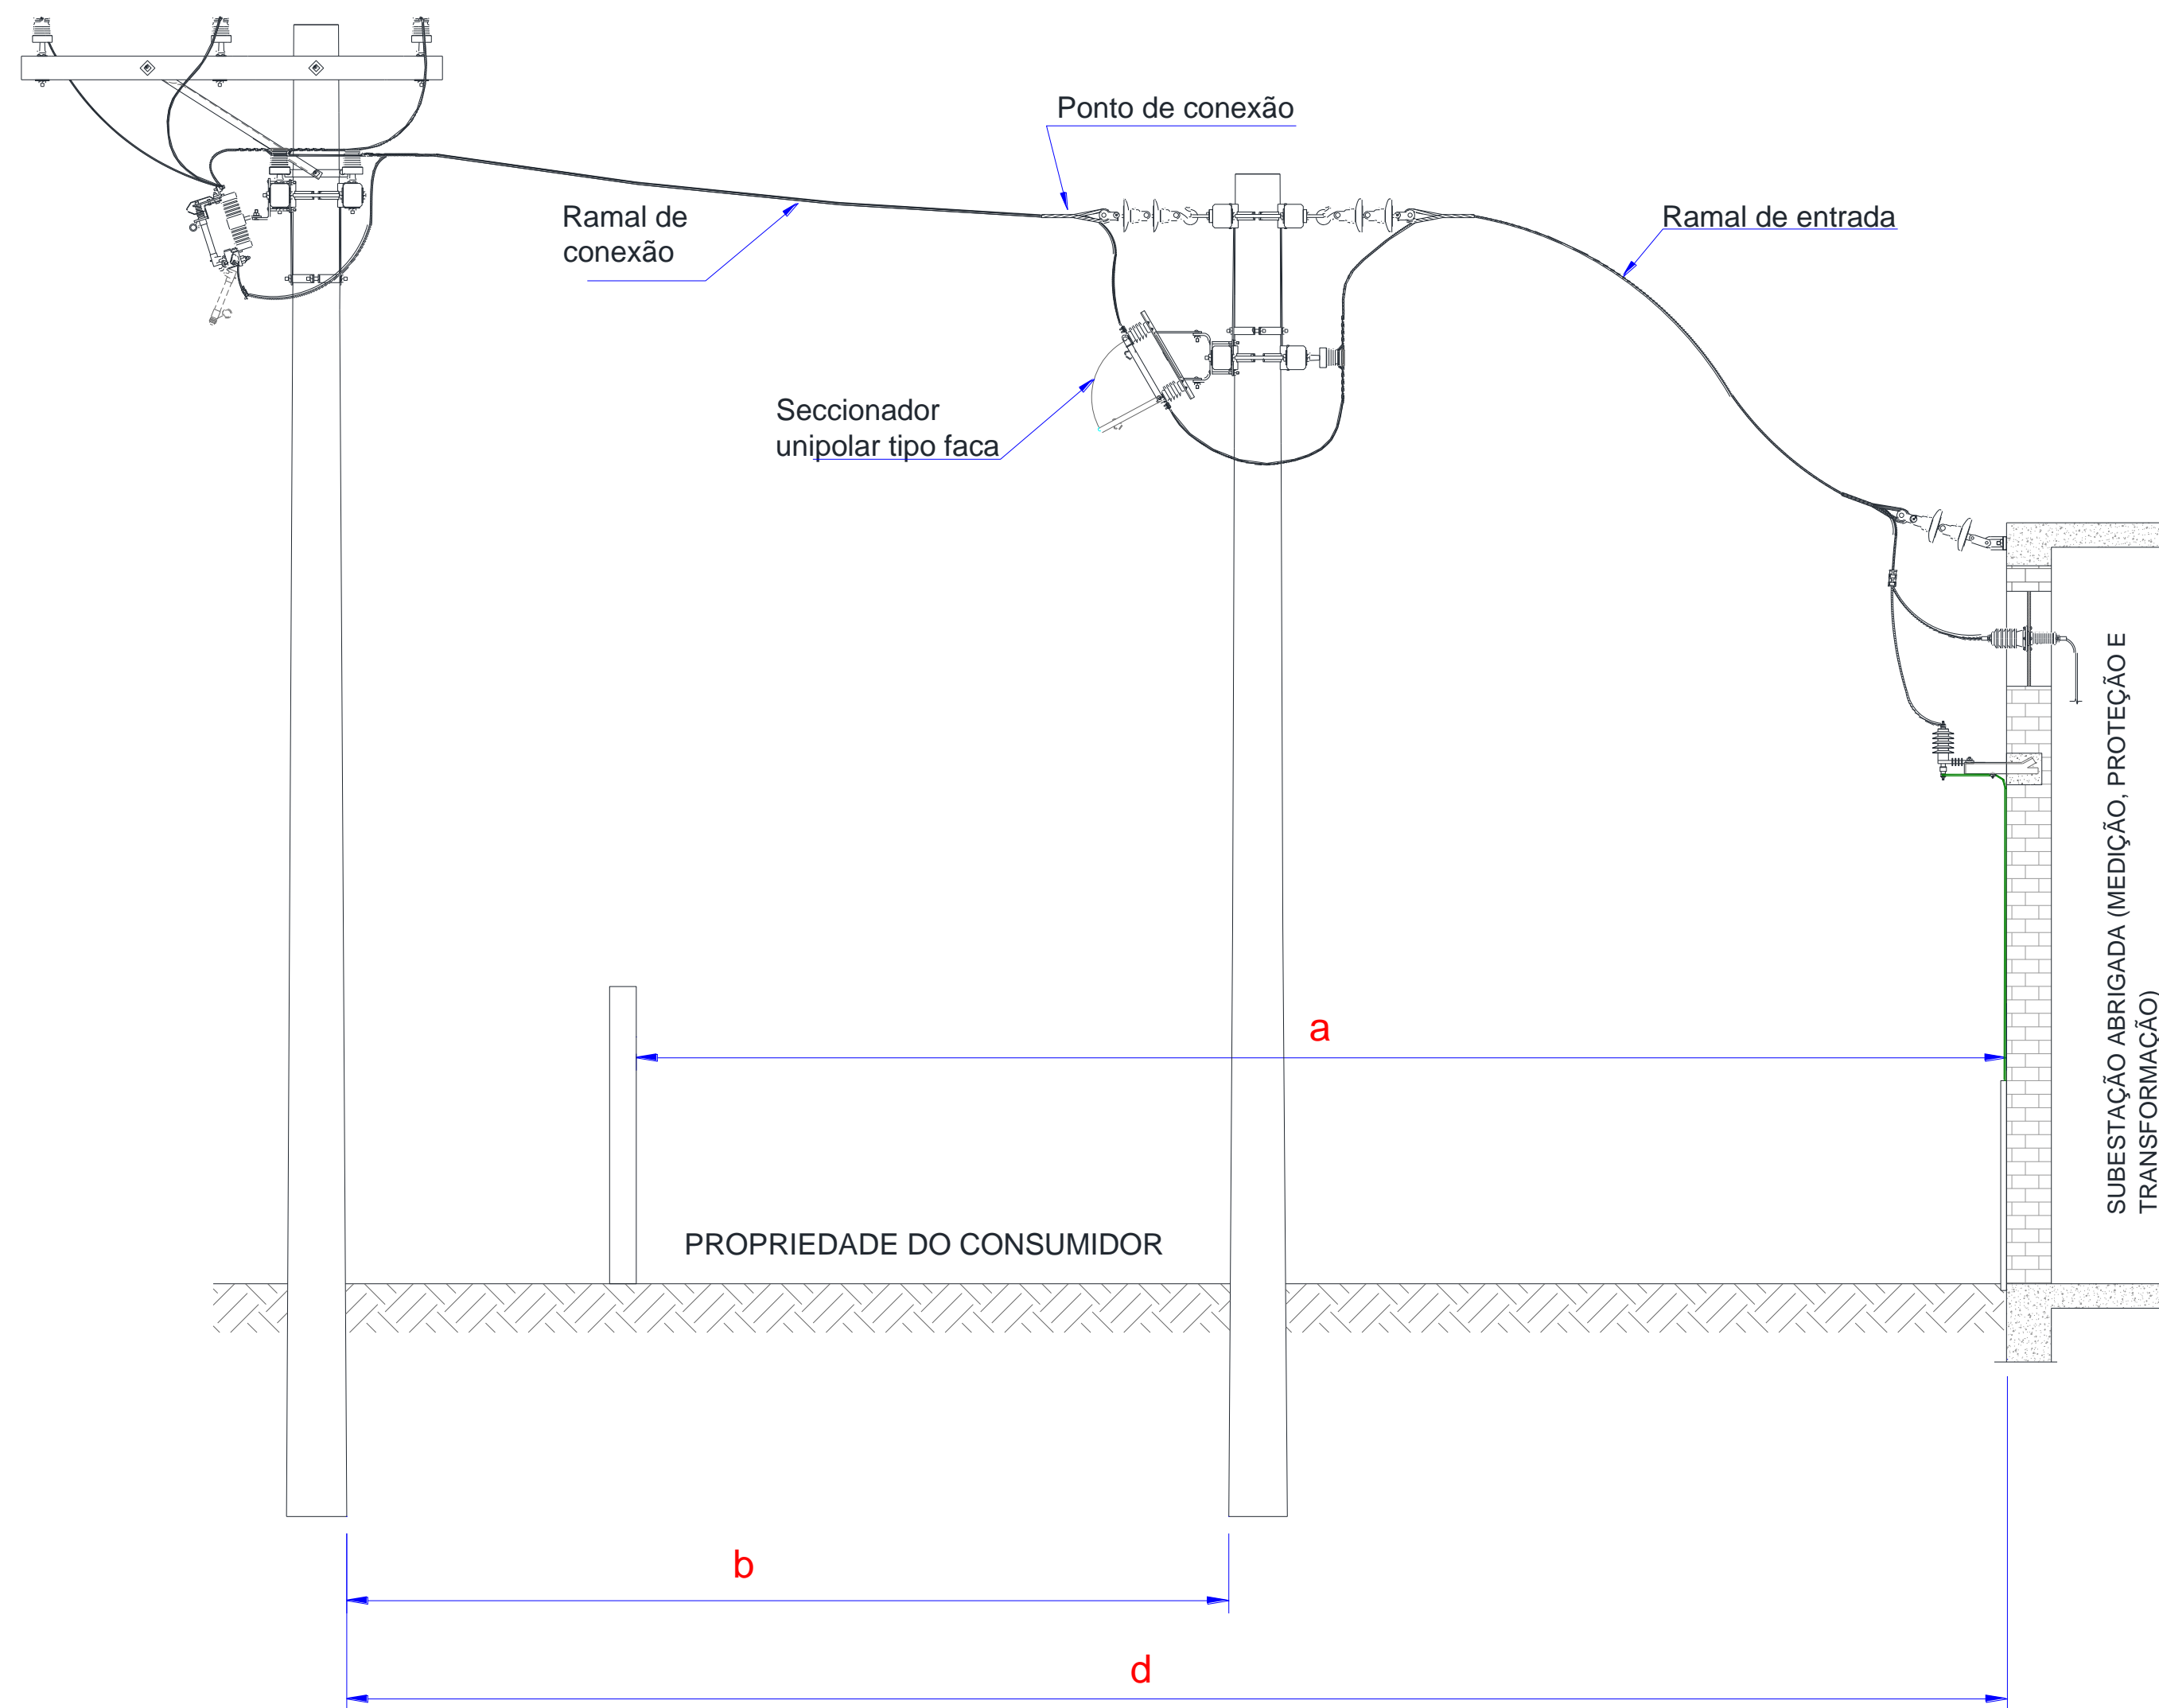 Ponto de conexão
Ramal de
conexão
Ramal de entrada
Seccionador
unipolar tipo faca
SUBESTAÇÃO ABRIGADA (MEDIÇÃO, PROTEÇÃO E
TRANSFORMAÇÃO)
a
PROPRIEDADE DO CONSUMIDOR
b
d